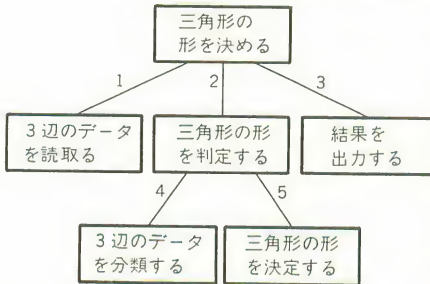 三角形の
形を決める
1
2
3
3辺のデータ
を読取る
三角形の形
を判定する
結果を
出力する
4
5
3辺のデータ
を分類する
三角形の形
を決定する